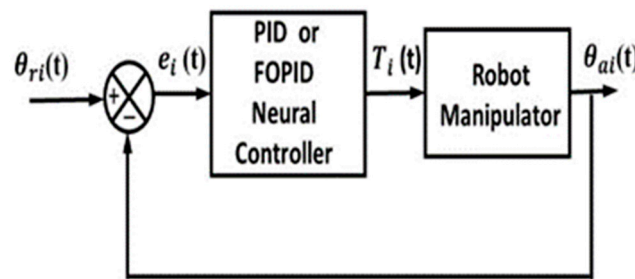 θri(t)
+
−
ei (t)
PID or
FOPID
Neural
Controller
Ti (t)
Robot
Manipulator
θai(t)